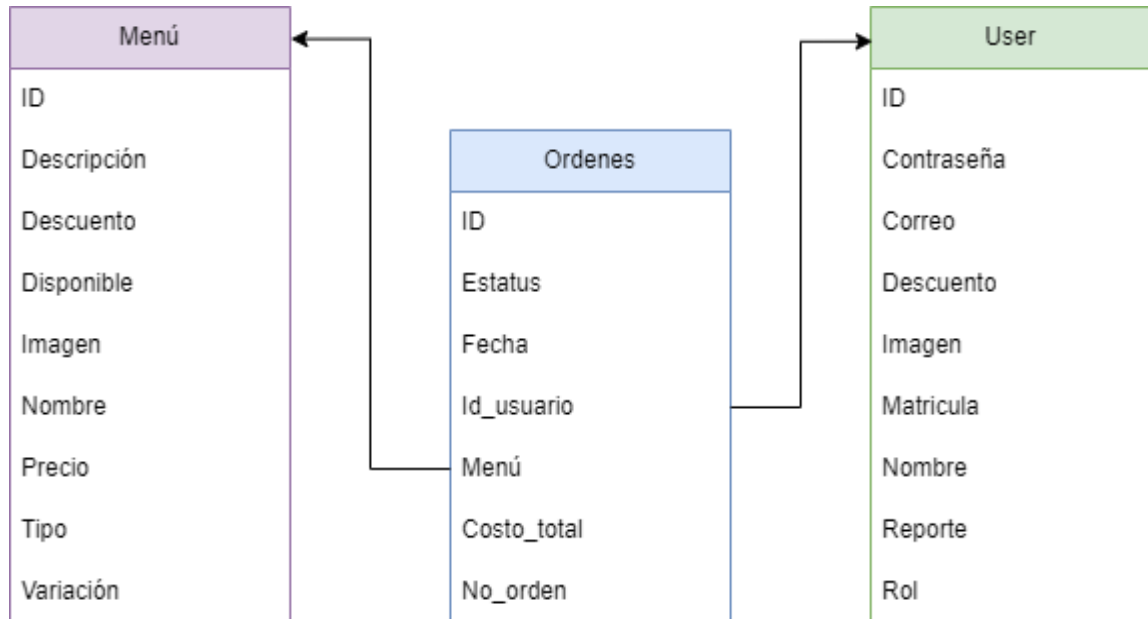 Menú
ID
Descripción
Descuento
Disponible
Imagen
Nombre
Precio
Tipo
Variación
Ordenes
ID
Estatus
Fecha
Id_usuario
Menú
Costo_total
No_orden
User
ID
Contraseña
Correo
Descuento
Imagen
Matricula
Nombre
Reporte
Rol